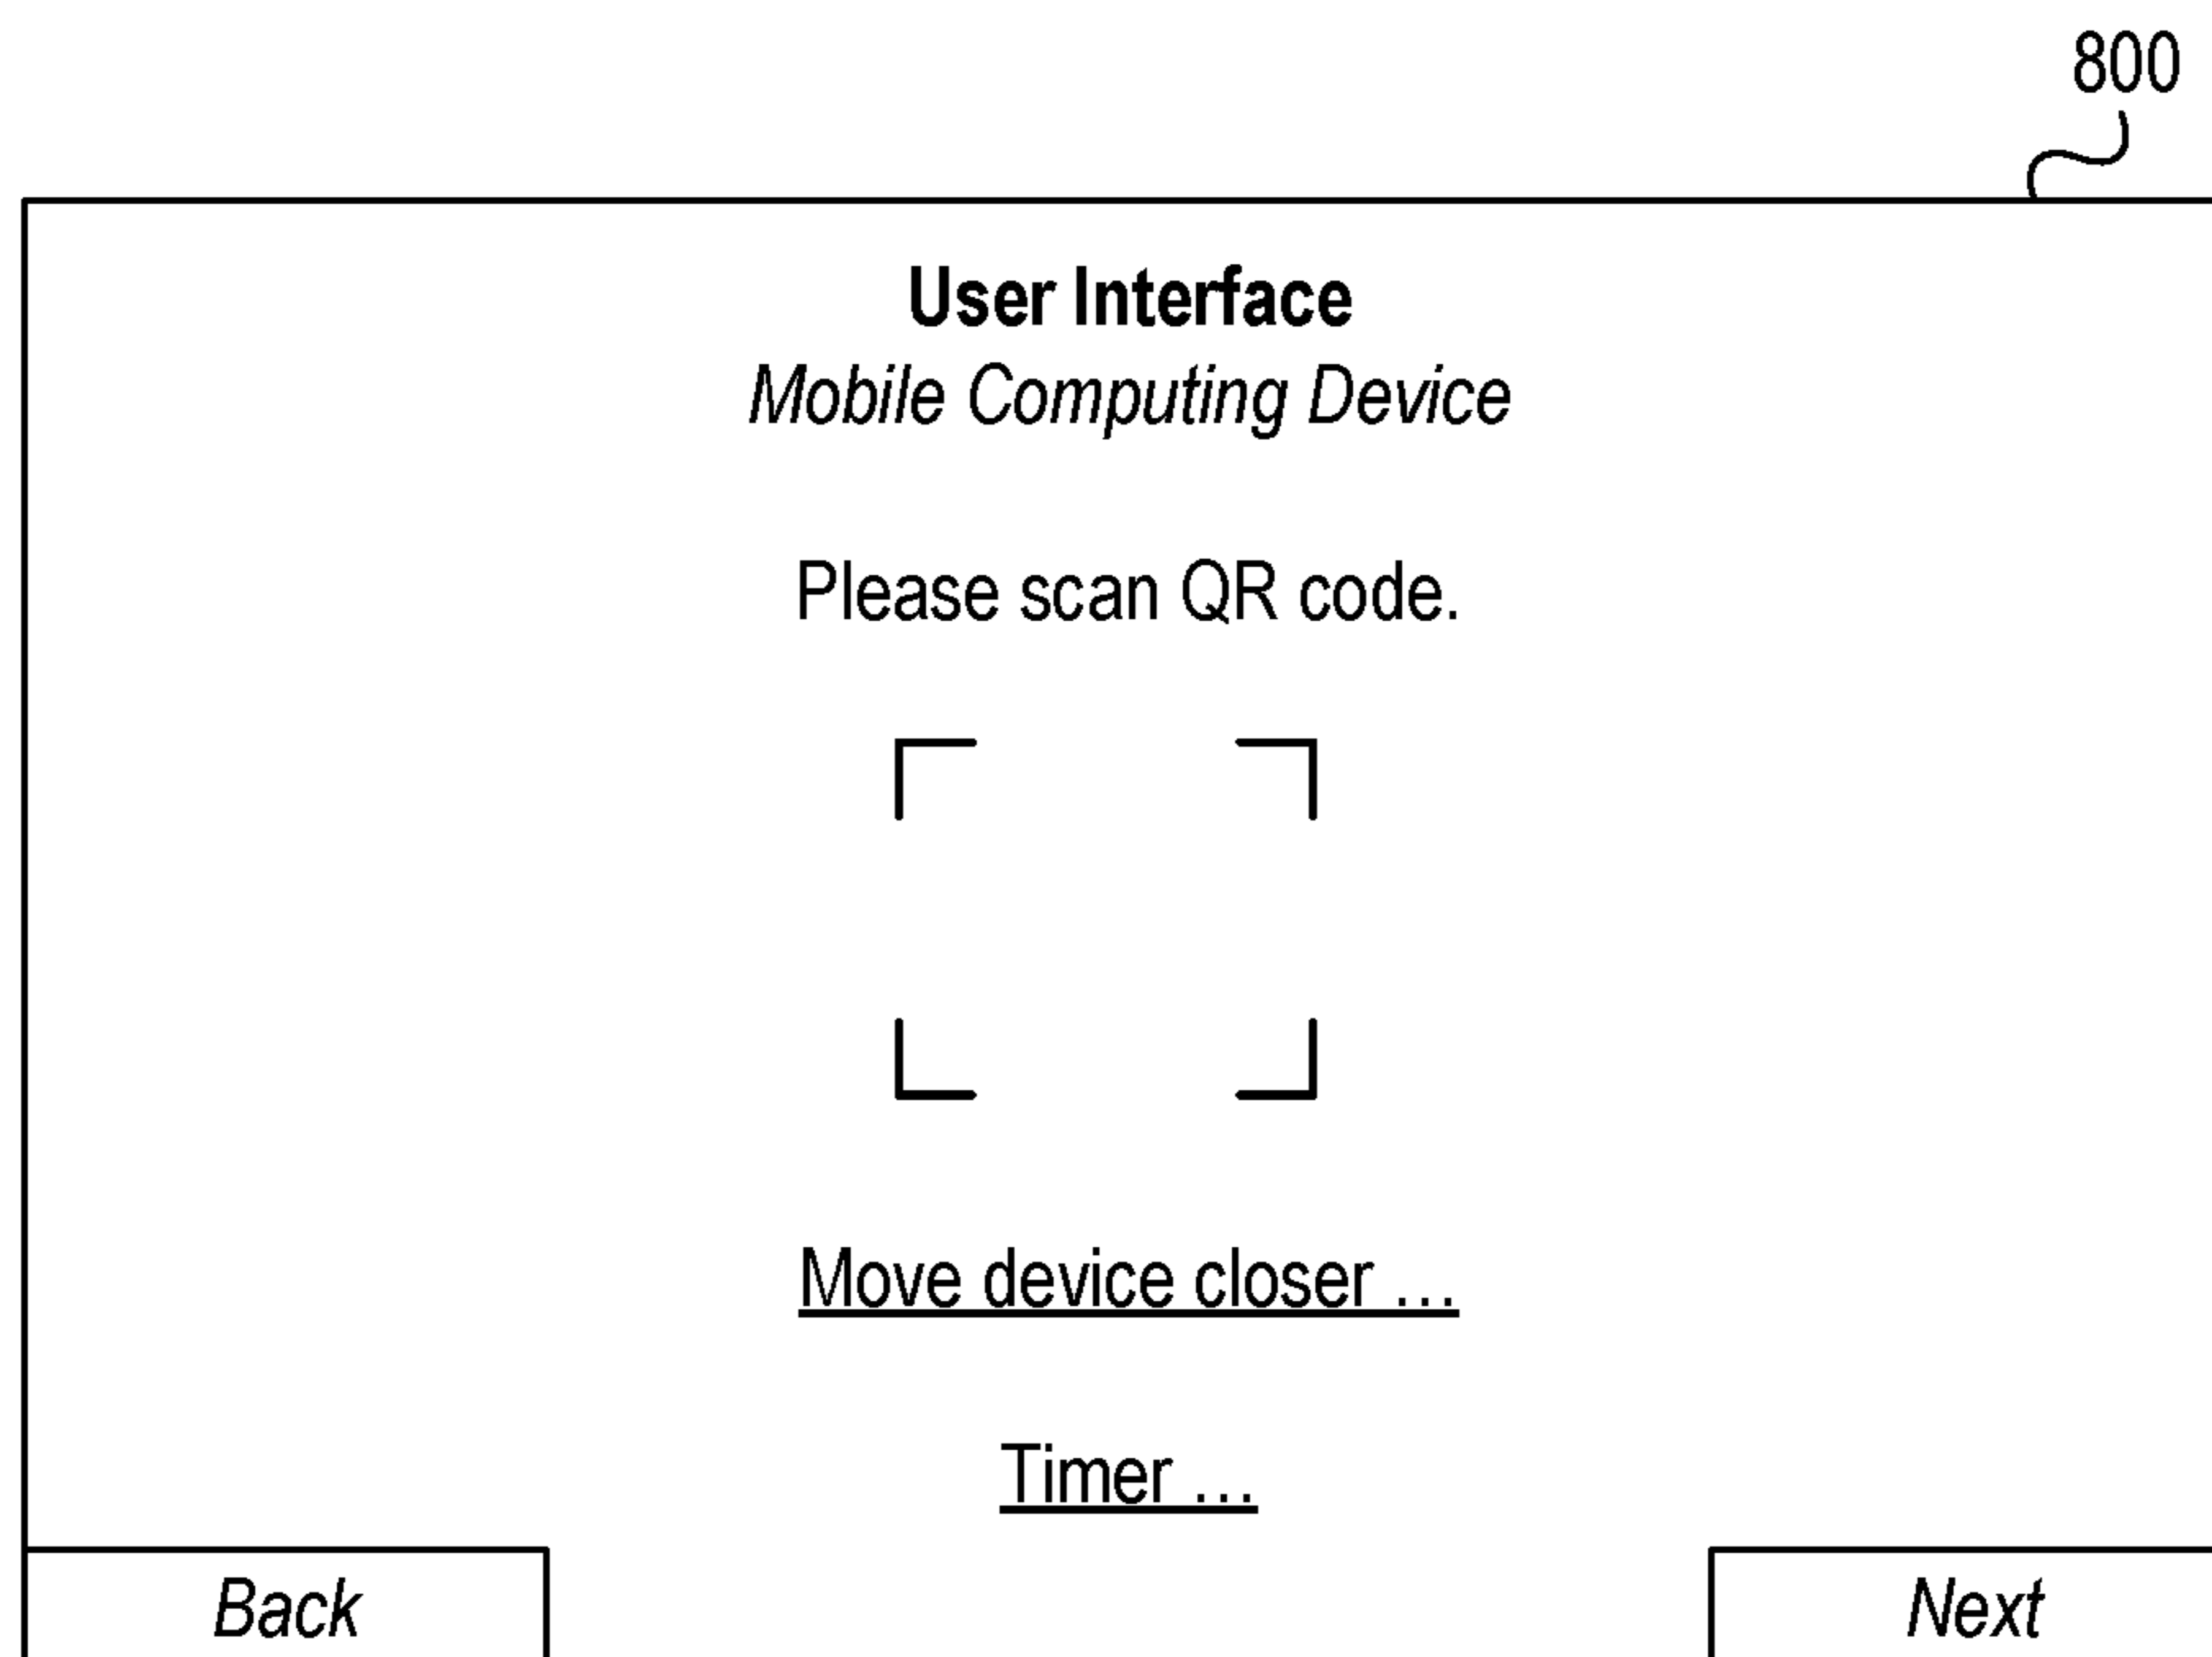 800
User Interface
Mobile Computing Device
Please scan QR code.
Move device closer ...
Timer ...
Back
Next